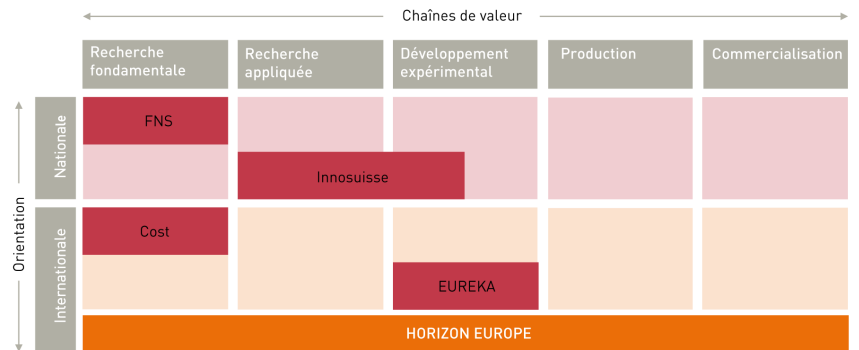 Chaînes de valeur
Recherche
fondamentale
Recherche
appliquée
Développement
expérimental
Production
Commercialisation
Orientation
Nationale
FNS
Innosuisse
Internationale
Cost
EUREKA
HORIZON EUROPE